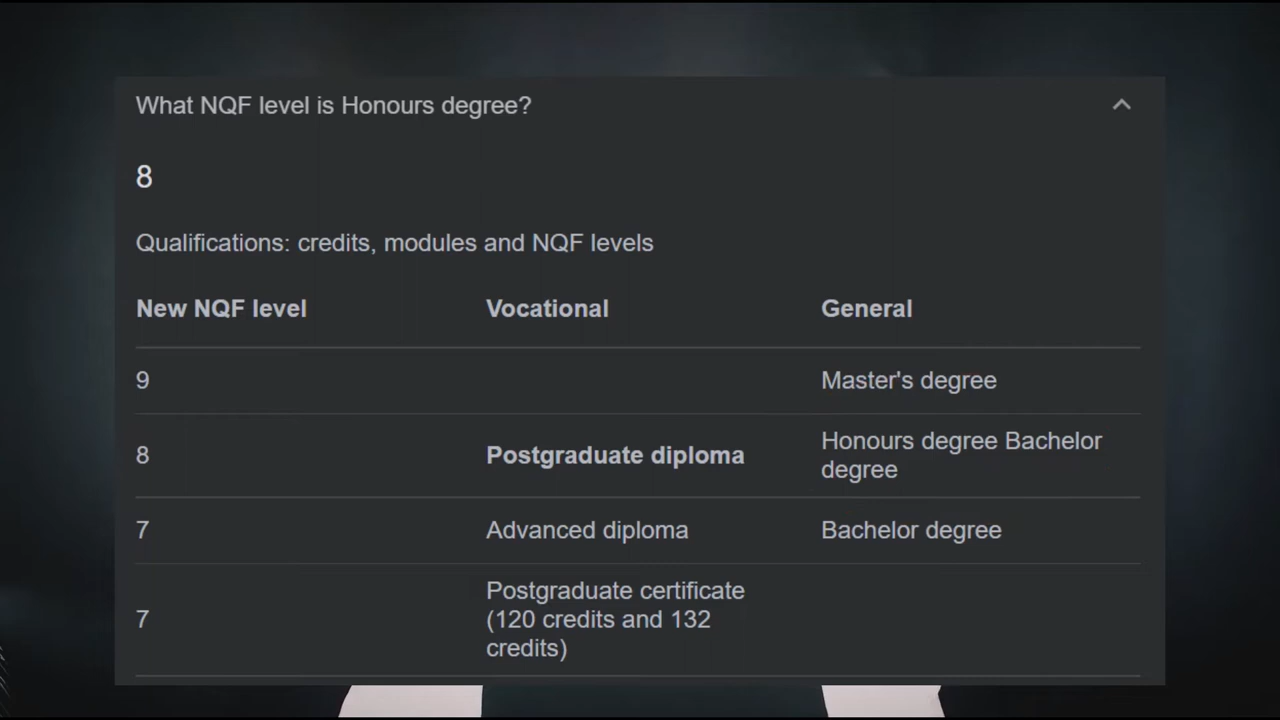 What NQF level is Honours degree?
8
Qualifications: credits, modules and NQF levels
New NQF level Vocational General
9 Master's degree
8 Postgraduate diploma Honours degree Bachelor
degree
7 Advanced diploma Bachelor degree
7 Postgraduate certificate
(120 credits and 132
credits)